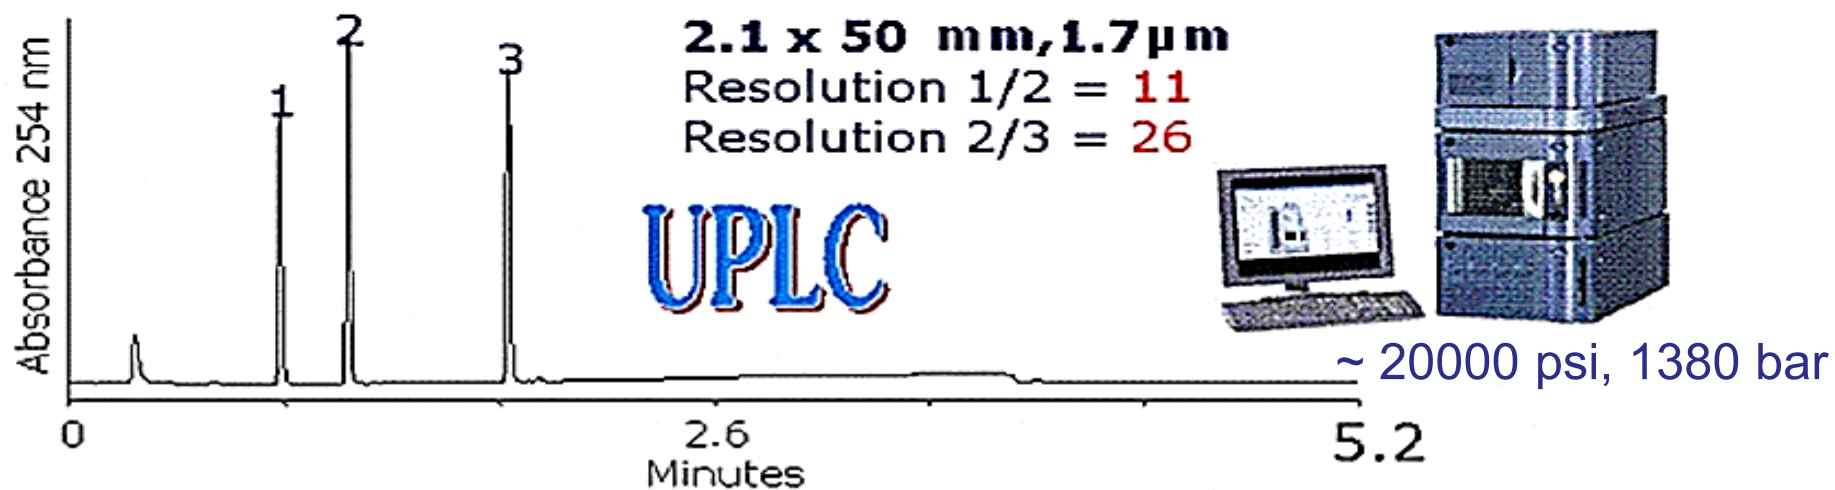 Absorbance 254 nm
1
2
3
2.1 x 50 mm,1.7µm
Resolution 1/2 = 11
Resolution 2/3 = 26
UPLC
~ 20000 psi, 1380 bar
0
2.6
5.2
Minutes